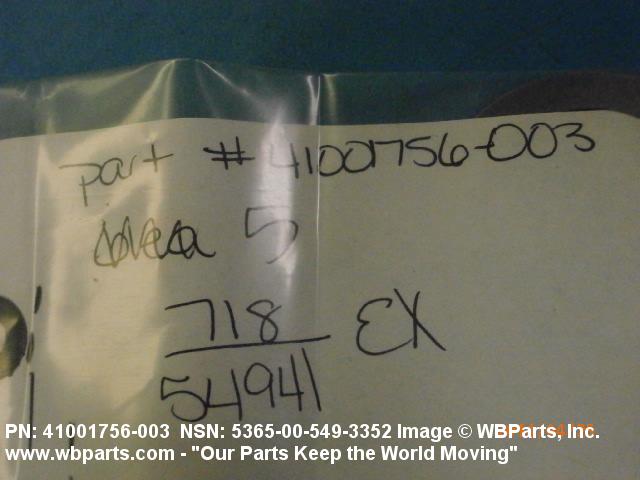 part # 41001756-003
5
718 EX
54941
PN: 41001756-003 NSN: 5365-00-549-3352 Image © WBParts, Inc.
www.wbparts.com - "Our Parts Keep the World Moving"